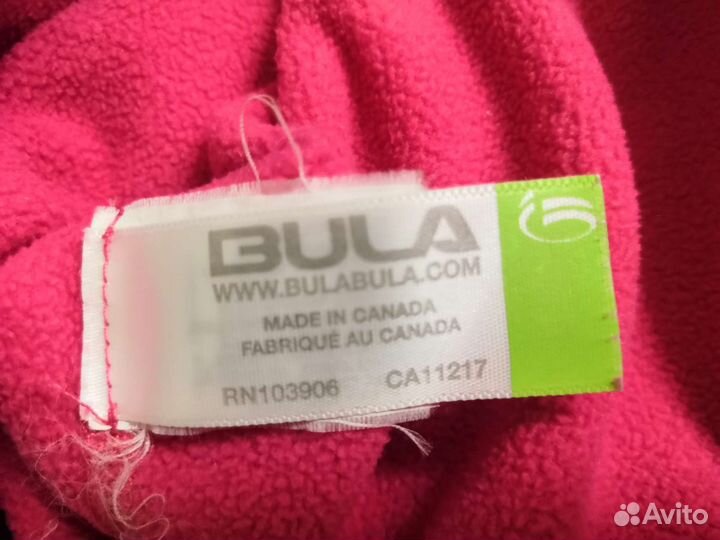 BULA
WWW.BULABULA.COM
MADE IN CANADA
FABRIQUÉ AU CANADA
RN103906 CA11217
Avito